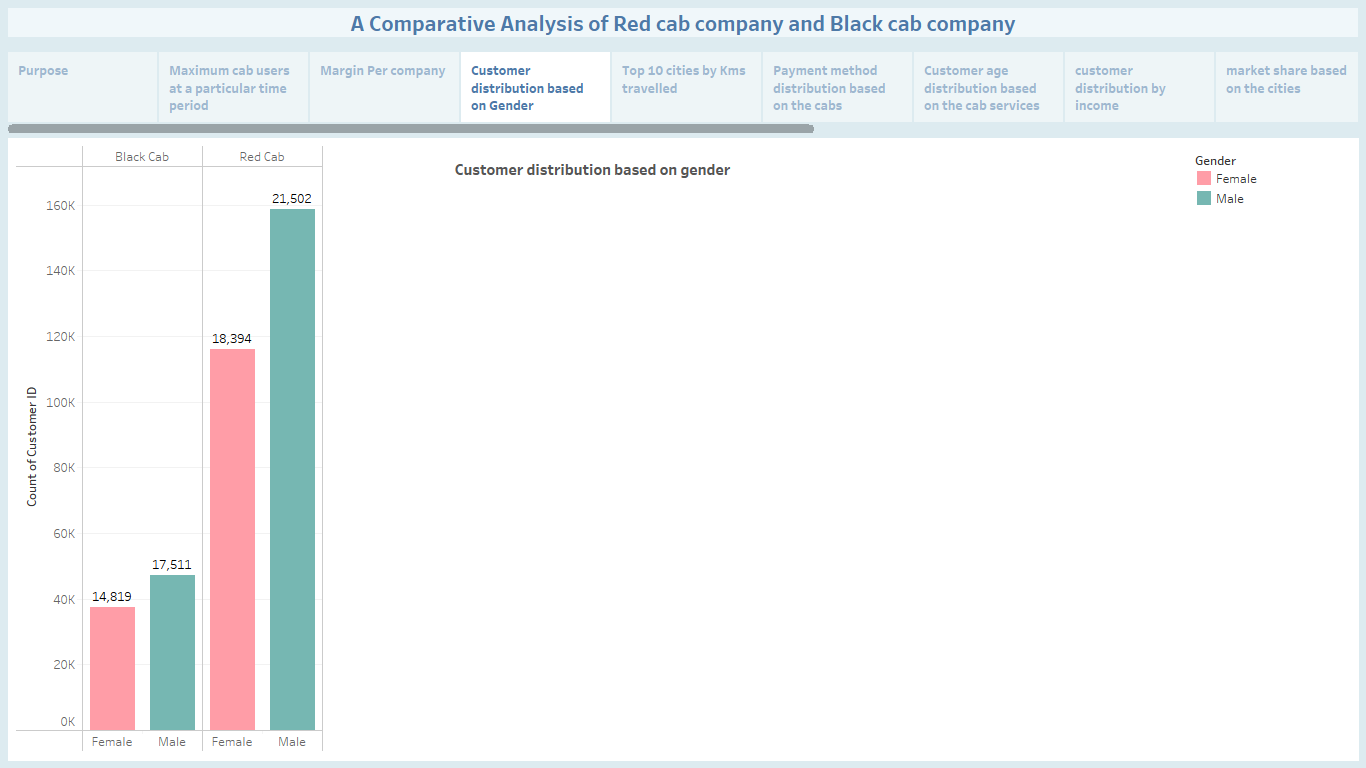 A Comparative Analysis of Red cab company and Black cab company
Purpose
Maximum cab users
at a particular time
period
Margin Per company
Customer
distribution based
on Gender
Top 10 cities by Kms
travelled
Payment method
distribution based
on the cabs
Customer age
distribution based
on the cab services
customer
distribution by
income
market share based
on the cities
Black Cab
Red Cab
Customer distribution based on gender
Gender
Female
Male
160K
140K
120K
100K
80K
60K
40K
20K
0K
Count of Customer ID
14,819
17,511
18,394
21,502
Female
Male
Female
Male